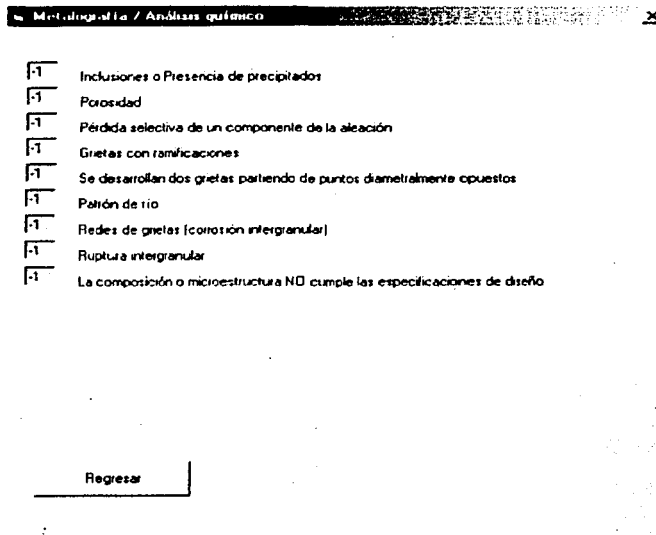 Metalografía / Análisis químico
-1 Inclusiones o Presencia de precipitados
-1 Porosidad
-1 Pérdida selectiva de un componente de la aleación
-1 Grietas con ramificaciones
-1 Se desarrollan dos grietas partiendo de puntos diametralmente opuestos
-1 Patrón de río
-1 Redes de grietas (corrosión intergranular)
-1 Ruptura intergranular
-1 La composición o microestructura NO cumple las especificaciones de diseño
Regresar